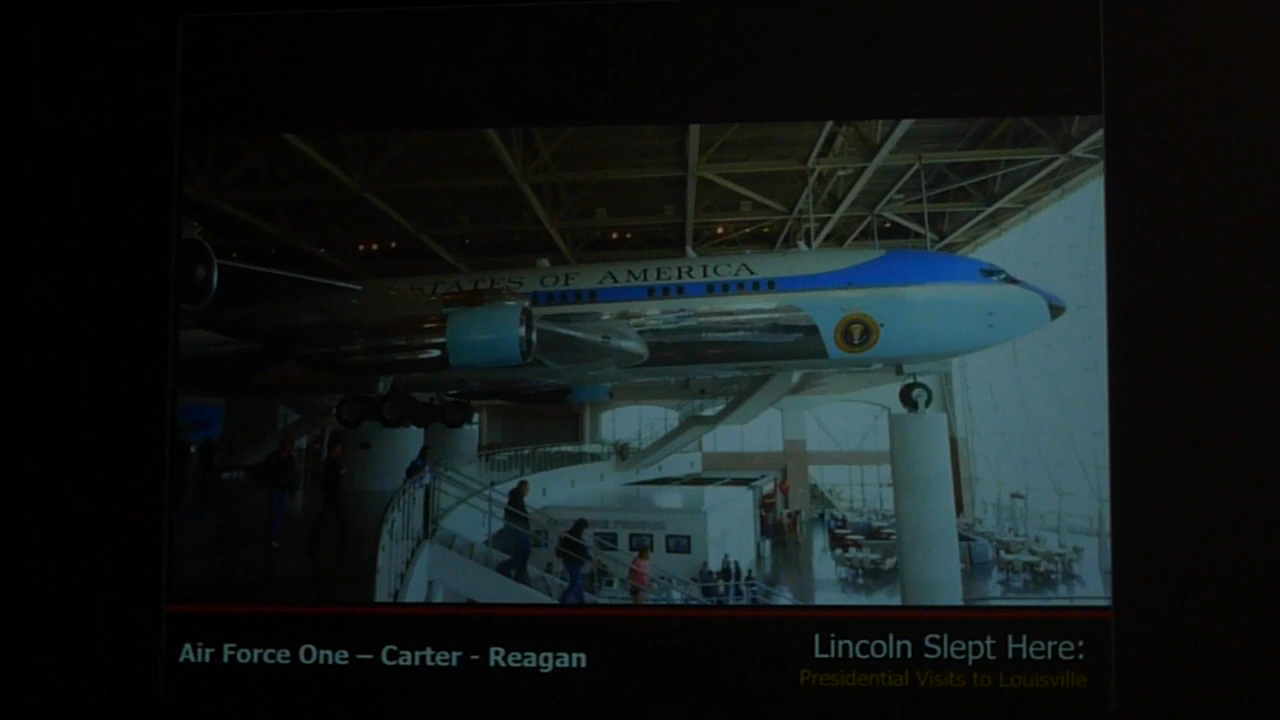 STATES OF AMERICA
Air Force One – Carter - Reagan
Lincoln Slept Here:
Presidential Visits to Louisville